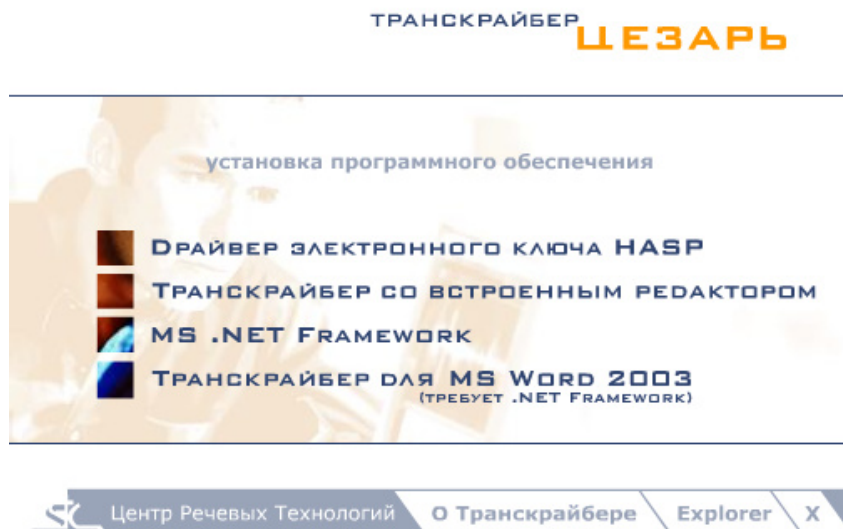 ТРАНСКРАЙБЕР
ЦЕЗАРЬ
установка программного обеспечения
ДРАЙВЕР ЭЛЕКТРОННОГО КЛЮЧА HASP
ТРАНСКРАЙБЕР СО ВСТРОЕННЫМ РЕДАКТОРОМ
MS .NET FRAMEWORK
ТРАНСКРАЙБЕР ДЛЯ MS WORD 2003
(ТРЕБУЕТ .NET FRAMEWORK)
Центр Речевых Технологий О Транскрайбере Explorer X